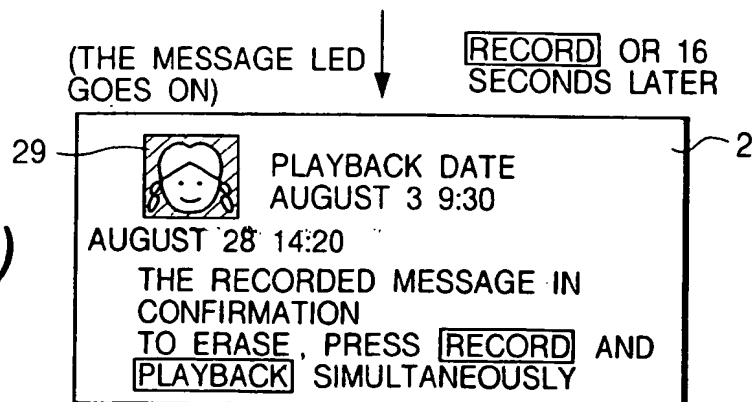 (THE MESSAGE LED GOES ON)
RECORD OR 16 SECONDS LATER
29
2
PLAYBACK DATE
AUGUST 3 9:30
AUGUST 28 14:20
THE RECORDED MESSAGE IN
CONFIRMATION
TO ERASE, PRESS RECORD AND
PLAYBACK SIMULTANEOUSLY